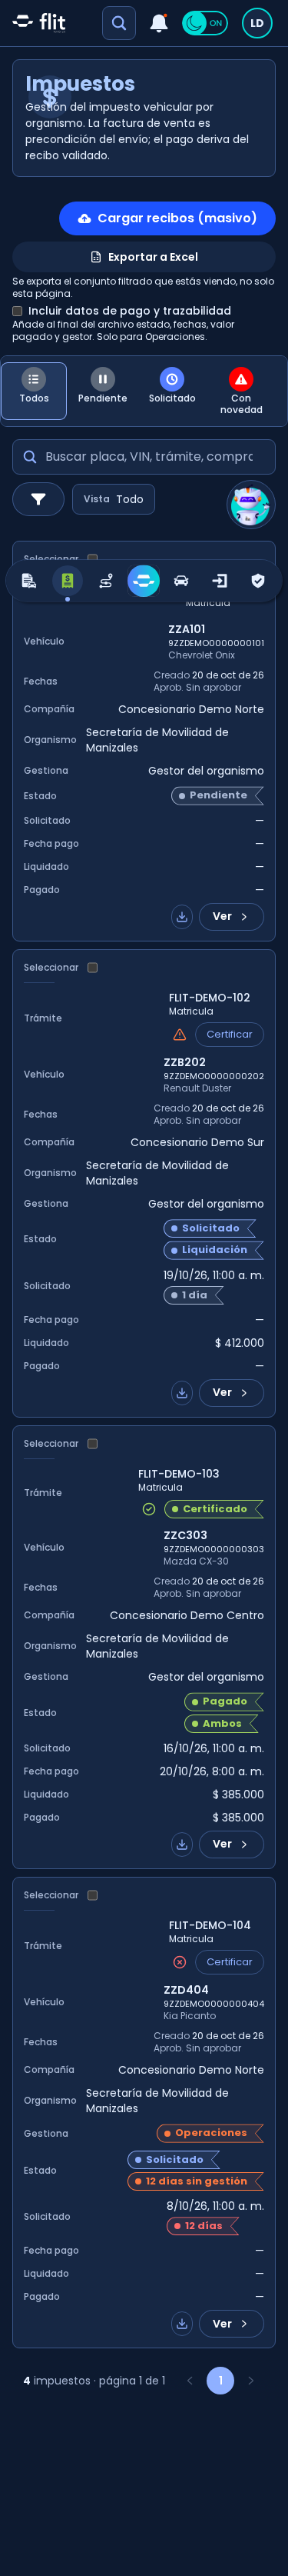 flit
ON
LD
Impuestos
Gestión del impuesto vehicular por
organismo. La factura de venta es
precondición del envío; el pago deriva del
recibo validado.
Cargar recibos (masivo)
Exportar a Excel
Se exporta el conjunto filtrado que estás viendo, no solo
esta página.
Incluir datos de pago y trazabilidad
Añade al final del archivo estado, fechas, valor
pagado y gestor. Solo para Operaciones.
Todos
Pendiente
Solicitado
Con
novedad
Buscar placa, VIN, trámite, compr
Vista Todo
Seleccionar
Matricula
Vehículo
ZZA101
9ZZDEMO0000000101
Chevrolet Onix
Fechas
Creado 20 de oct de 26
Aprob. Sin aprobar
Compañía
Concesionario Demo Norte
Organismo
Secretaría de Movilidad de
Manizales
Gestiona
Gestor del organismo
Estado
Pendiente
Solicitado
—
Fecha pago
—
Liquidado
—
Pagado
—
Ver
Seleccionar
Trámite
FLIT-DEMO-102
Matricula
Certificar
Vehículo
ZZB202
9ZZDEMO0000000202
Renault Duster
Fechas
Creado 20 de oct de 26
Aprob. Sin aprobar
Compañía
Concesionario Demo Sur
Organismo
Secretaría de Movilidad de
Manizales
Gestiona
Gestor del organismo
Estado
Solicitado
Liquidación
Solicitado
19/10/26, 11:00 a. m.
1 día
Fecha pago
—
Liquidado
$ 412.000
Pagado
—
Ver
Seleccionar
Trámite
FLIT-DEMO-103
Matricula
Certificado
Vehículo
ZZC303
9ZZDEMO0000000303
Mazda CX-30
Fechas
Creado 20 de oct de 26
Aprob. Sin aprobar
Compañía
Concesionario Demo Centro
Organismo
Secretaría de Movilidad de
Manizales
Gestiona
Gestor del organismo
Estado
Pagado
Ambos
Solicitado
16/10/26, 11:00 a. m.
Fecha pago
20/10/26, 8:00 a. m.
Liquidado
$ 385.000
Pagado
$ 385.000
Ver
Seleccionar
Trámite
FLIT-DEMO-104
Matricula
Certificar
Vehículo
ZZD404
9ZZDEMO0000000404
Kia Picanto
Fechas
Creado 20 de oct de 26
Aprob. Sin aprobar
Compañía
Concesionario Demo Norte
Organismo
Secretaría de Movilidad de
Manizales
Gestiona
Operaciones
Estado
Solicitado
12 días sin gestión
Solicitado
8/10/26, 11:00 a. m.
12 días
Fecha pago
—
Liquidado
—
Pagado
—
Ver
4 impuestos · página 1 de 1
1